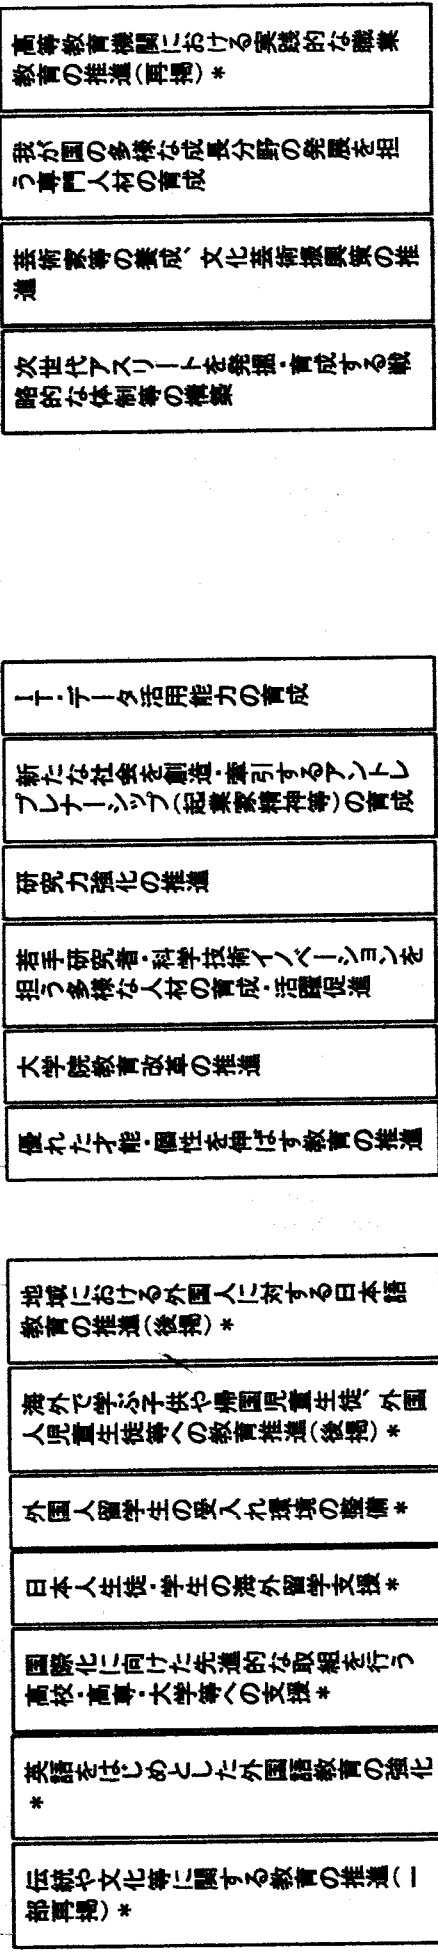 高等教育機関における実践的な職業
教育の推進(再掲)*
我が国の多様な成長分野の発展を担
う専門人材の育成
芸術家等の養成、文化芸術振興策の推
進
次世代アスリートを発掘・育成する戦
略的な体制等の構築
IT・データ活用能力の育成
新たな社会を創造・牽引するアントレ
プレナーシップ(起業家精神等)の育成
研究力強化の推進
若手研究者・科学技術イノベーションを
担う多様な人材の育成・活躍促進
大学院教育改革の推進
優れた才能・個性を伸ばす教育の推進
地域における外国人に対する日本語
教育の推進(後掲)*
海外で学ぶ子供や帰国児童生徒、外国
人児童生徒等への教育推進(後掲)*
外国人留学生の受入れ環境の整備*
日本人生徒・学生の海外留学支援*
国際化に向けた先進的な取組を行う
高校・高専・大学等への支援*
英語をはじめとした外国語教育の強化
*
伝統や文化等に関する教育の推進(一
部再掲)*